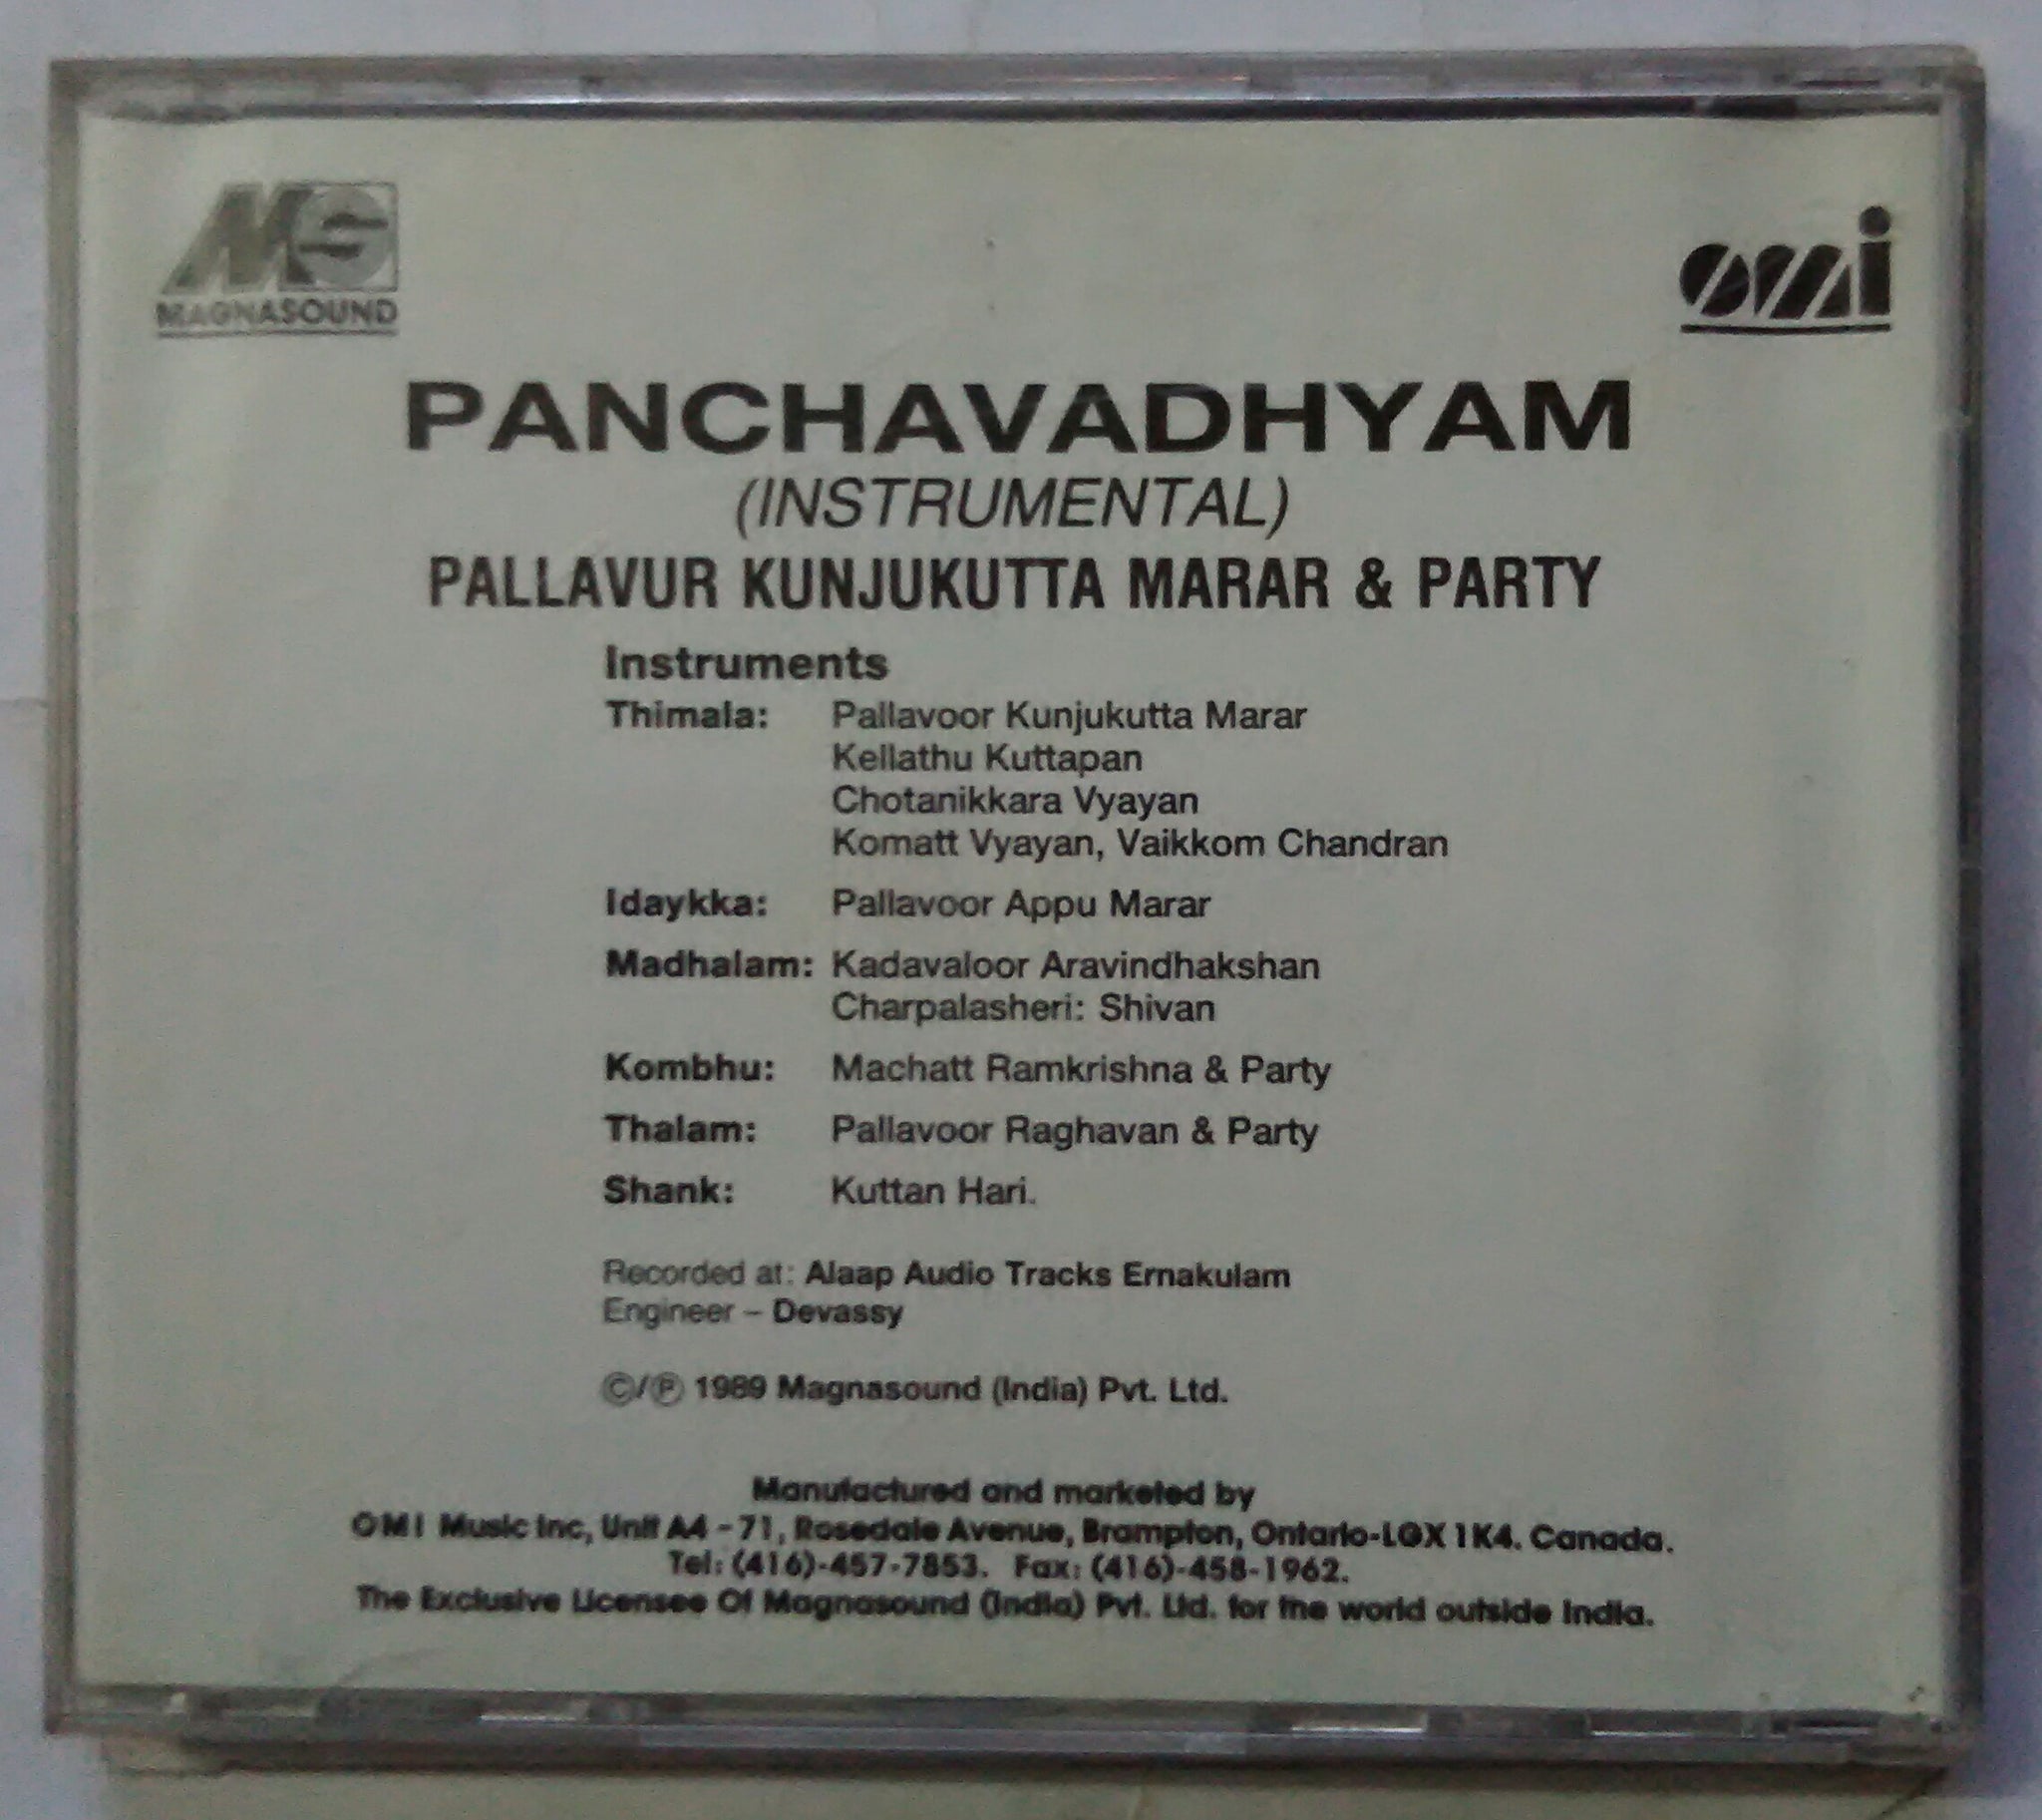 MS
MAGNASOUND
omi
PANCHAVADHYAM
(INSTRUMENTAL)
PALLAVUR KUNJUKUTTA MARAR & PARTY
Instruments
Thimala: Pallavoor Kunjukutta Marar
Kellathu Kuttapan
Chotanikkara Vyayan
Komatt Vyayan, Vaikkom Chandran
Idaykka: Pallavoor Appu Marar
Madhalam: Kadavaloor Aravindhakshan
Charpalasheri: Shivan
Kombhu: Machatt Ramkrishna & Party
Thalam: Pallavoor Raghavan & Party
Shank: Kuttan Hari.
Recorded at: Alaap Audio Tracks Ernakulam
Engineer – Devassy
©/℗ 1989 Magnasound (India) Pvt. Ltd.
Manufactured and marketed by
OMI Music Inc, Unit A4 - 71, Rosedale Avenue, Brampton, Ontario-L6X 1K4. Canada.
Tel: (416)-457-7853. Fax: (416)-458-1962.
The Exclusive Licensee Of Magnasound (India) Pvt. Ltd. for the world outside India.